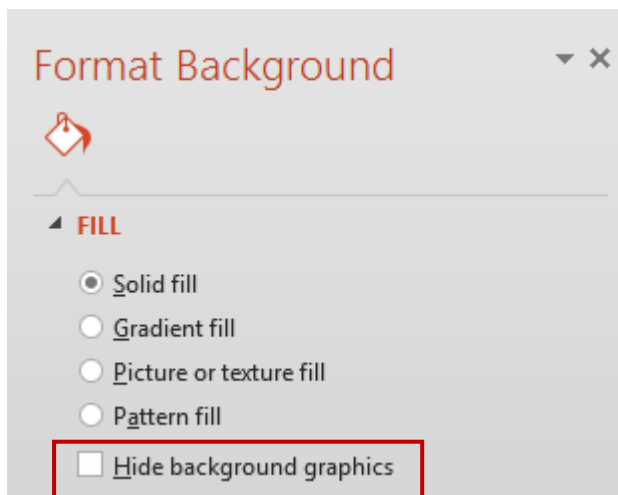 Format Background
FILL
Solid fill
Gradient fill
Picture or texture fill
Pattern fill
Hide background graphics